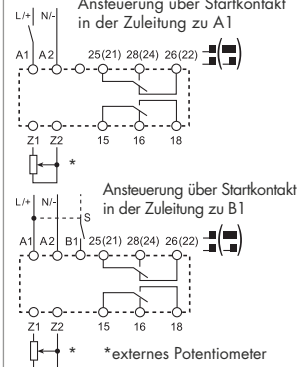 Ansteuerung über Startkontakt
in der Zuleitung zu A1
L/+ N/-
A1 A2 25(21) 28(24) 26(22)
Z1 Z2 15 16 18
*
Ansteuerung über Startkontakt
in der Zuleitung zu B1
L/+ N/-
S
A1 A2 B1 25(21) 28(24) 26(22)
Z1 Z2 15 16 18
* *externes Potentiometer